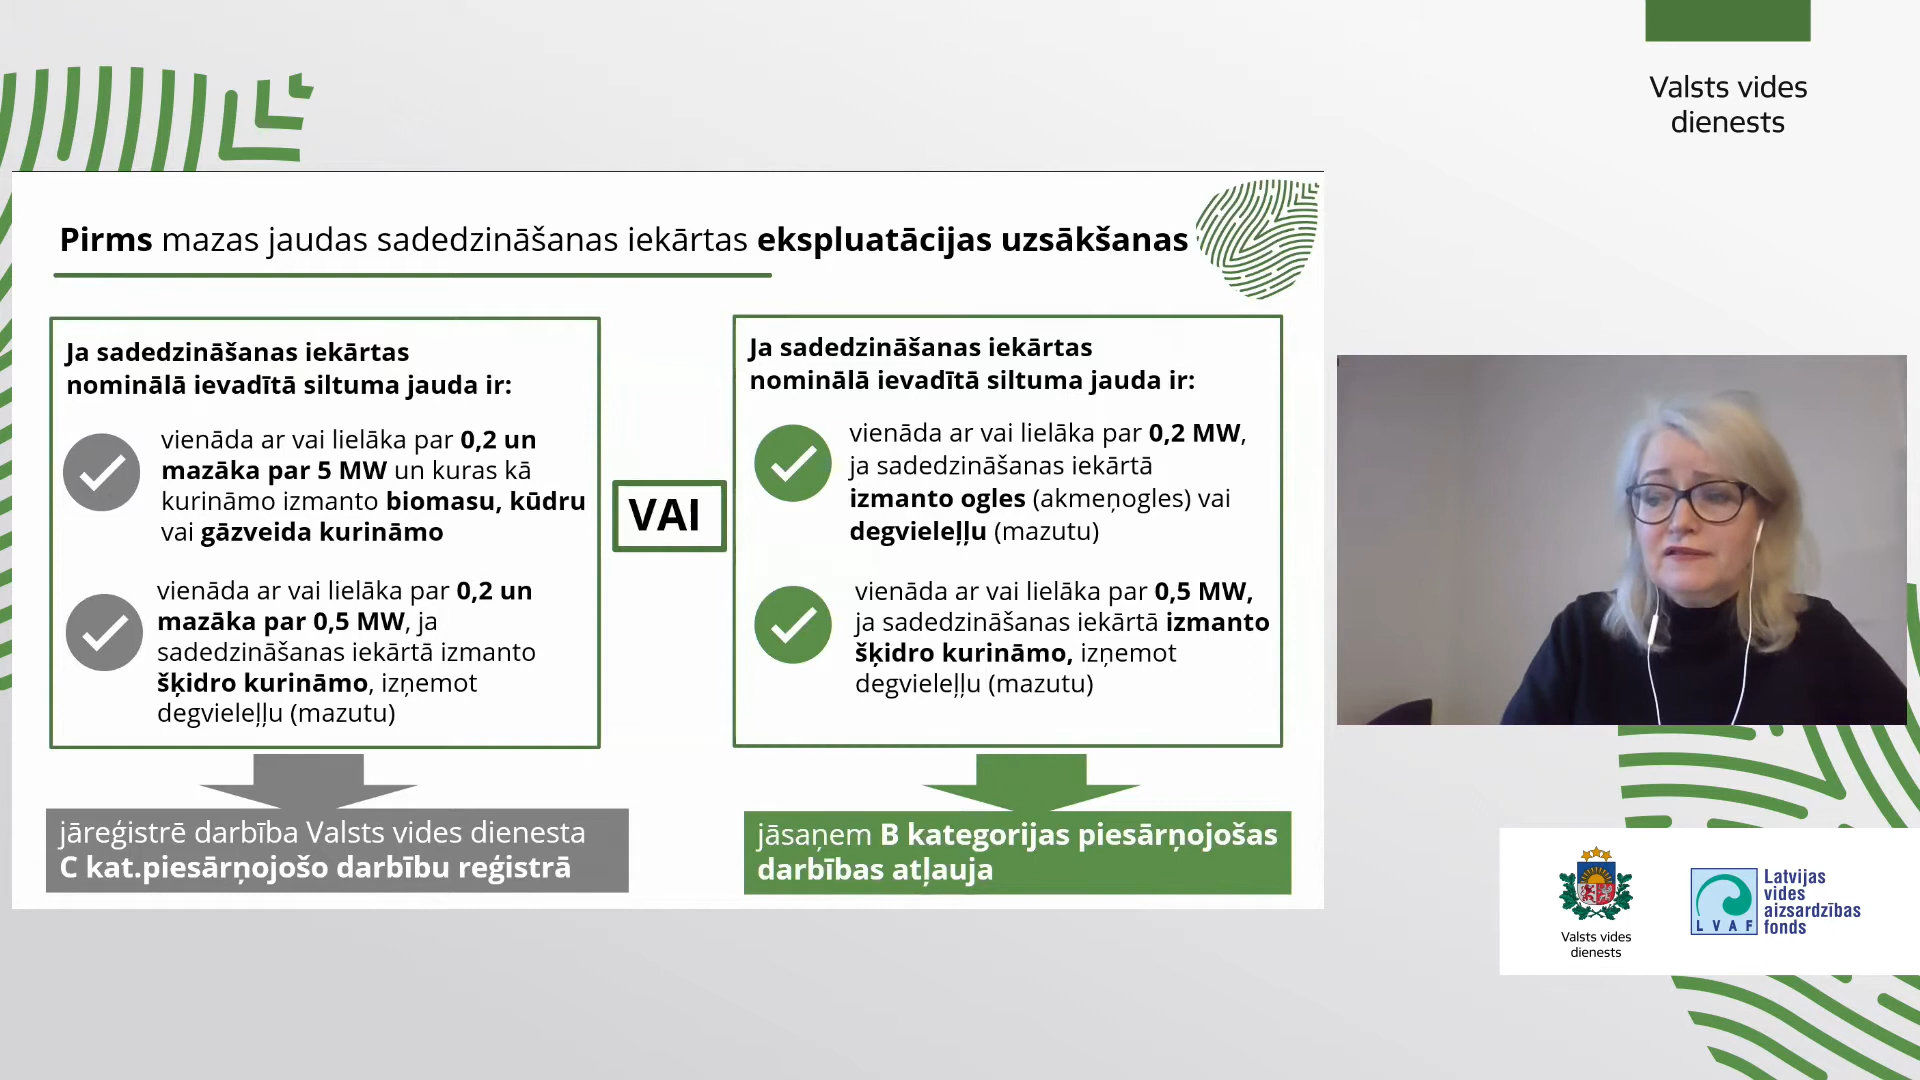 Valsts vides
dienests
Pirms mazas jaudas sadedzināšanas iekārtas ekspluatācijas uzsākšanas
Ja sadedzināšanas iekārtas
nominālā ievadītā siltuma jauda ir:
vienāda ar vai lielāka par 0,2 un
mazāka par 5 MW un kuras kā
kurināmo izmanto biomasu, kūdru
vai gāzveida kurināmo
vienāda ar vai lielāka par 0,2 un
mazāka par 0,5 MW, ja
sadedzināšanas iekārtā izmanto
šķidro kurināmo, izņemot
degvieleļļu (mazutu)
jāreģistrē darbība Valsts vides dienesta
C kat.piesārņojošo darbību reģistrā
VAI
Ja sadedzināšanas iekārtas
nominālā ievadītā siltuma jauda ir:
vienāda ar vai lielāka par 0,2 MW,
ja sadedzināšanas iekārtā
izmanto ogles (akmeņogles) vai
degvieleļļu (mazutu)
vienāda ar vai lielāka par 0,5 MW,
ja sadedzināšanas iekārtā izmanto
šķidro kurināmo, izņemot
degvieleļļu (mazutu)
jāsaņem B kategorijas piesārņojošas
darbības atļauja
Valsts vides
dienests
LVAF
Latvijas
vides
aizsardzības
fonds